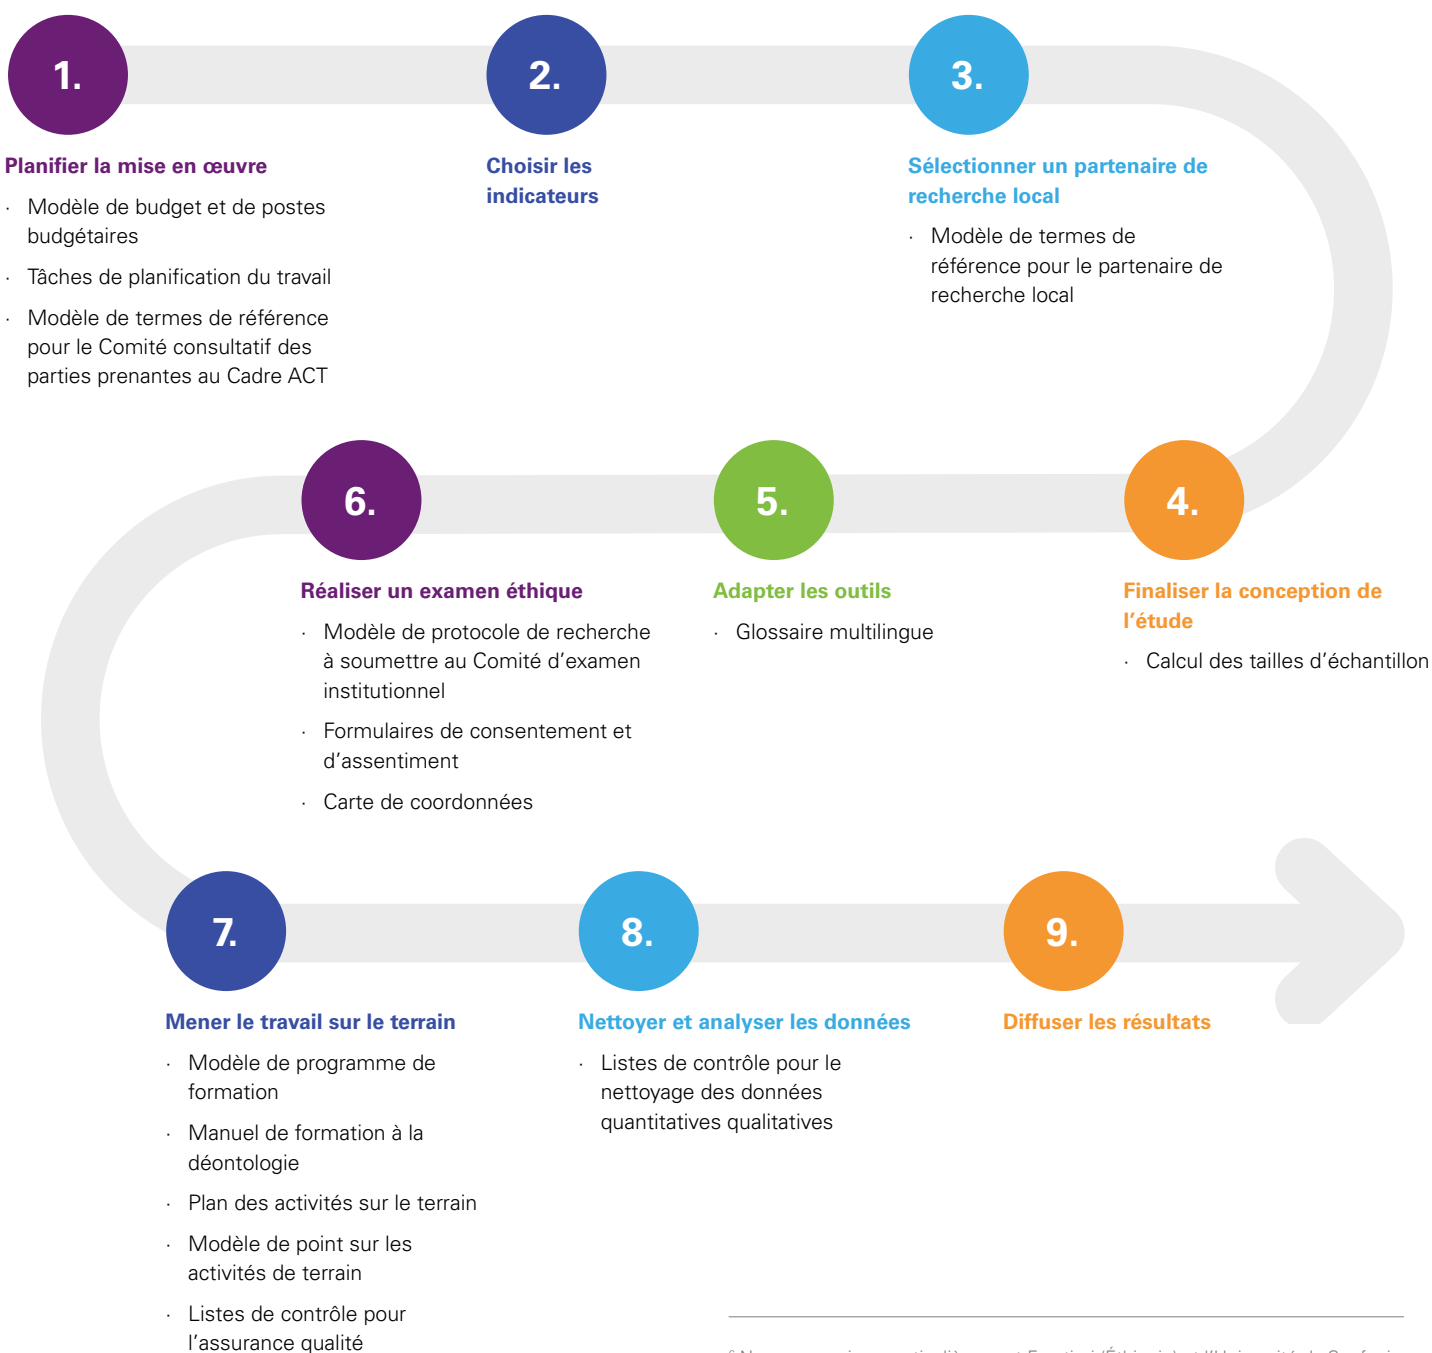 1.
Planifier la mise en œuvre
· Modèle de budget et de postes
budgétaires
· Tâches de planification du travail
· Modèle de termes de référence
pour le Comité consultatif des
parties prenantes au Cadre ACT
2.
Choisir les
indicateurs
3.
Sélectionner un partenaire de
recherche local
· Modèle de termes de
référence pour le partenaire de
recherche local
4.
Finaliser la conception de
l’étude
· Calcul des tailles d’échantillon
5.
Adapter les outils
· Glossaire multilingue
6.
Réaliser un examen éthique
· Modèle de protocole de recherche
à soumettre au Comité d’examen
institutionnel
· Formulaires de consentement et
d’assentiment
· Carte de coordonnées
7.
Mener le travail sur le terrain
· Modèle de programme de
formation
· Manuel de formation à la
déontologie
· Plan des activités sur le terrain
· Modèle de point sur les
activités de terrain
· Listes de contrôle pour
l’assurance qualité
8.
Nettoyer et analyser les données
· Listes de contrôle pour le
nettoyage des données
quantitatives qualitatives
9.
Diffuser les résultats